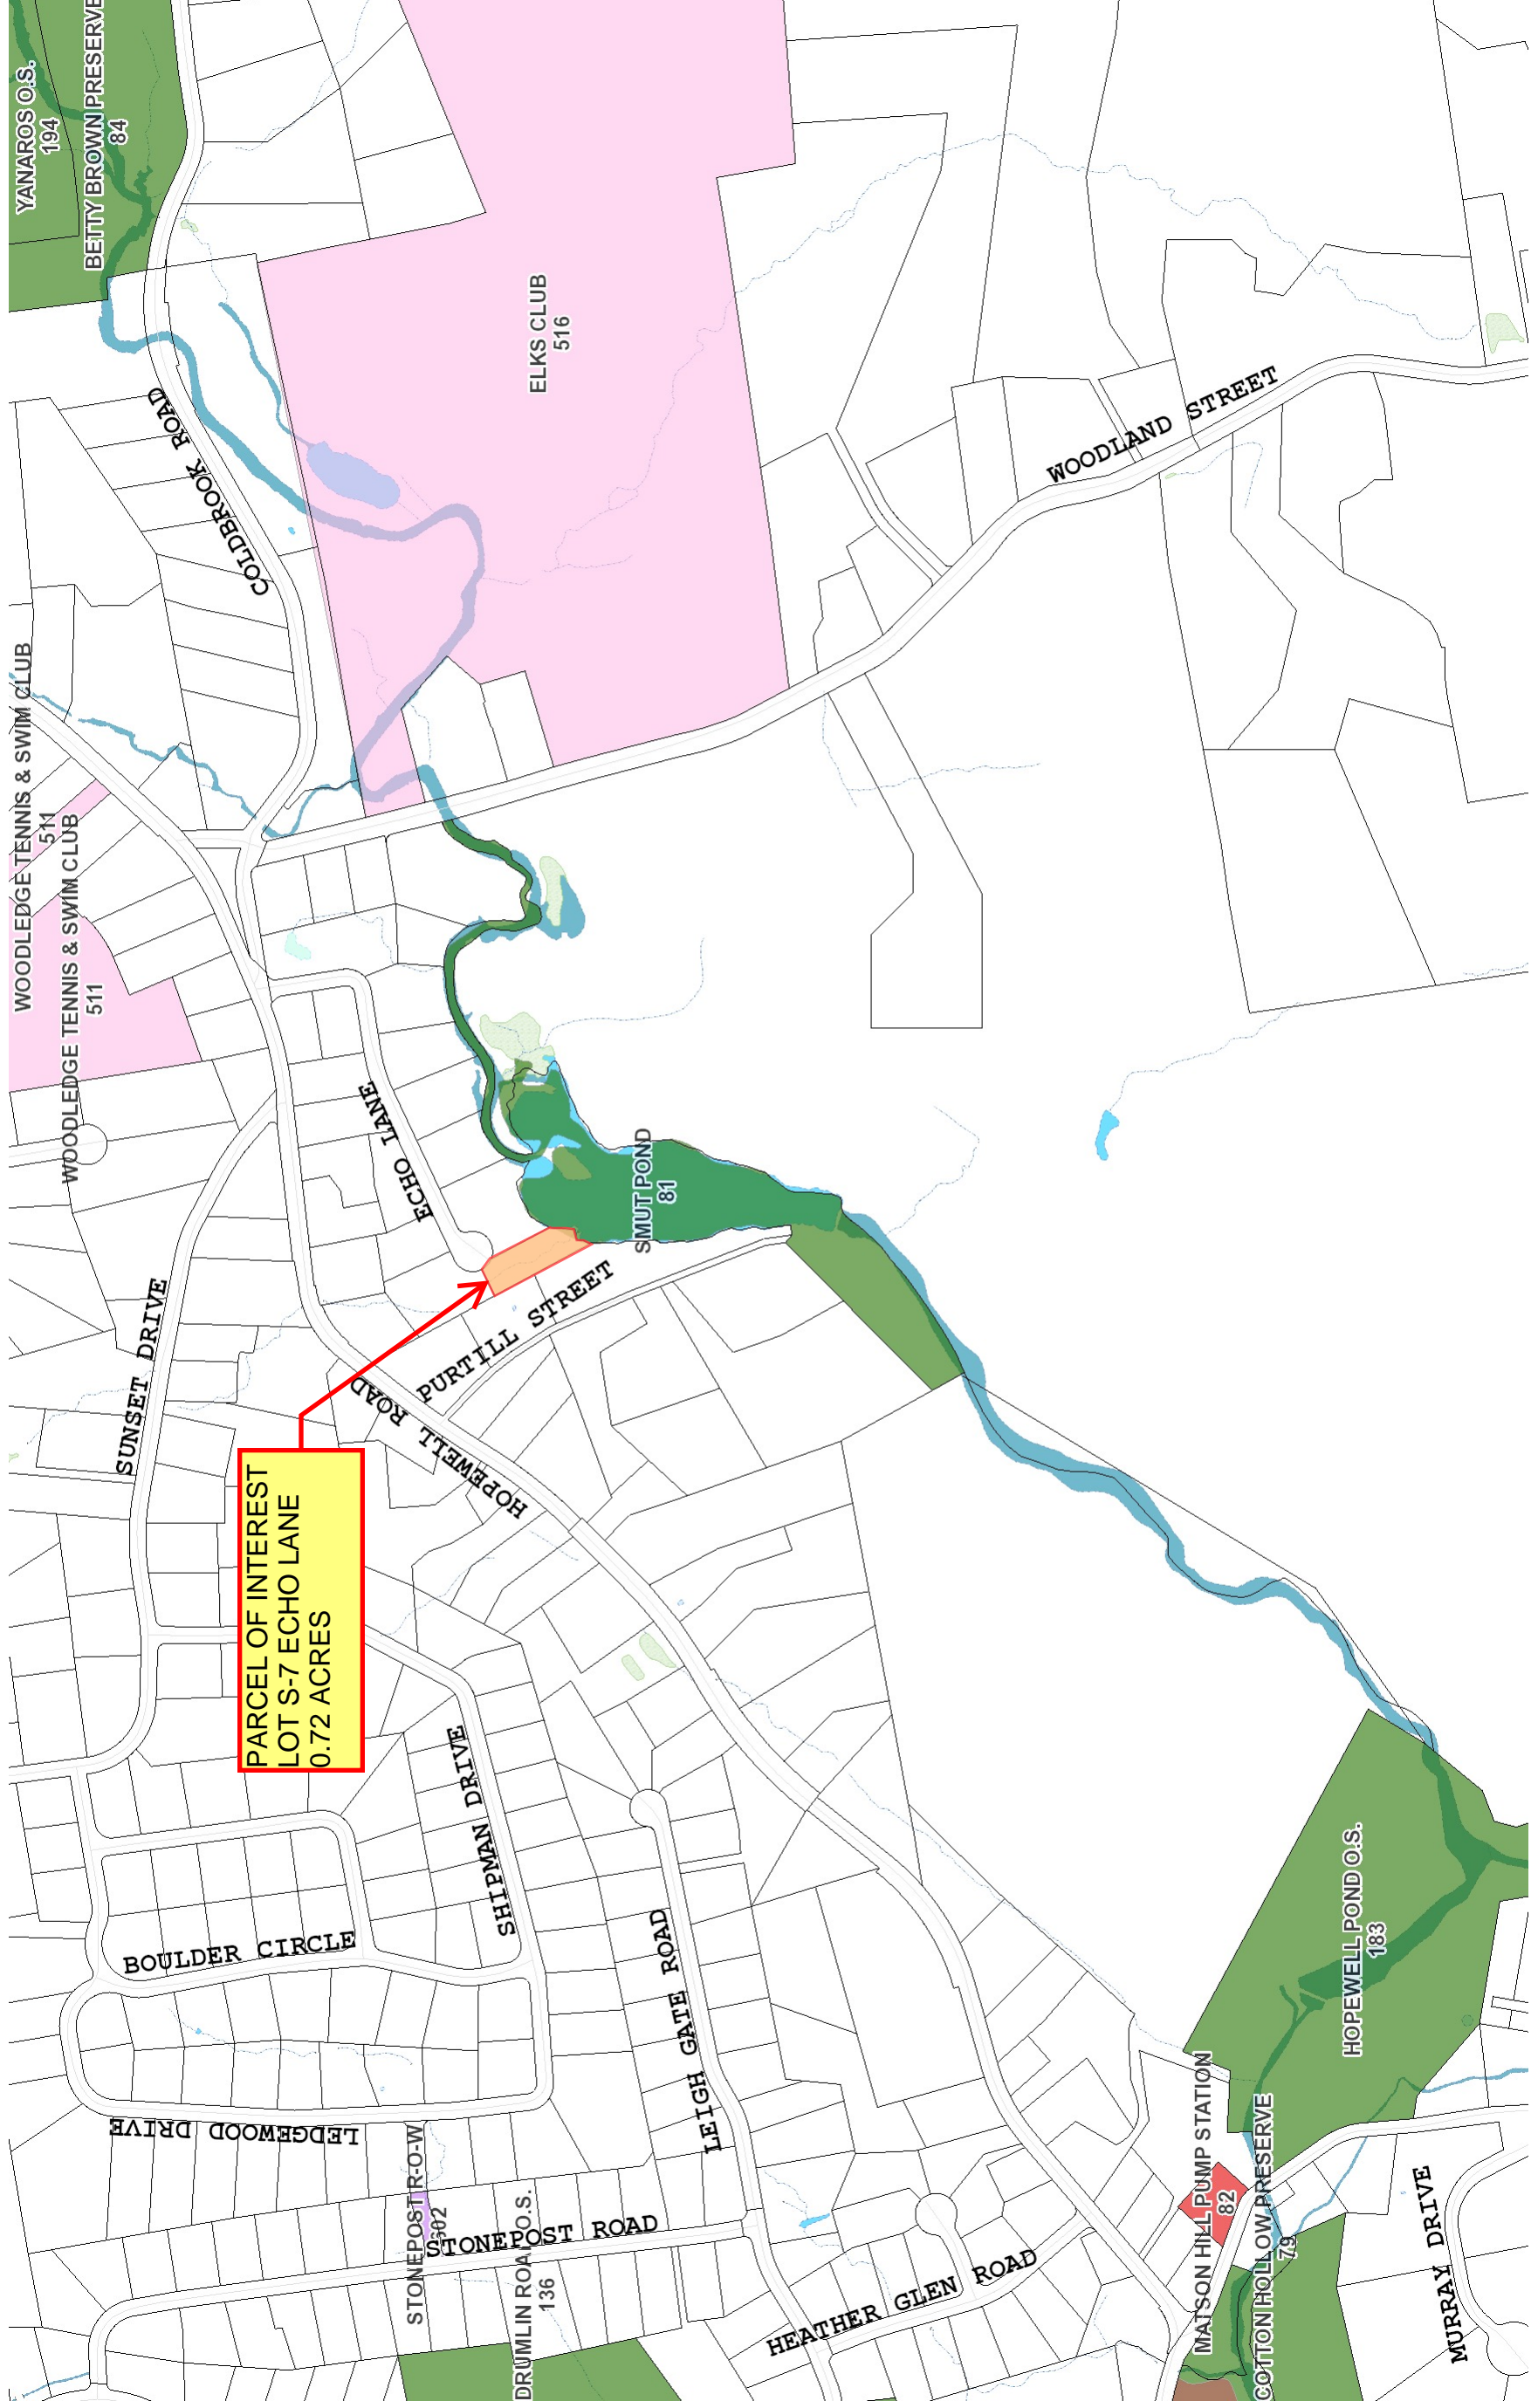 YANAROS O.S.
194
BETTY BROWN PRESERVE
84
ELKS CLUB
516
COLDBROOK ROAD
WOODLAND STREET
WOODLEDGE TENNIS & SWIM CLUB
511
WOODLEDGE TENNIS & SWIM CLUB
511
ECHO LANE
SMUT POND
81
SUNSET DRIVE
PURTILL STREET
HOPEWELL ROAD
PARCEL OF INTEREST
LOT S-7 ECHO LANE
0.72 ACRES
SHIPMAN DRIVE
BOULDER CIRCLE
LEIGH GATE ROAD
HOPEWELL POND O.S.
183
LEDGEWOOD DRIVE
STONEPOST R-O-W
602
STONEPOST ROAD
DRUMLIN ROAD O.S.
136
HEATHER GLEN ROAD
MATSON HILL PUMP STATION
82
COTTON HOLLOW PRESERVE
79
MURRAY DRIVE